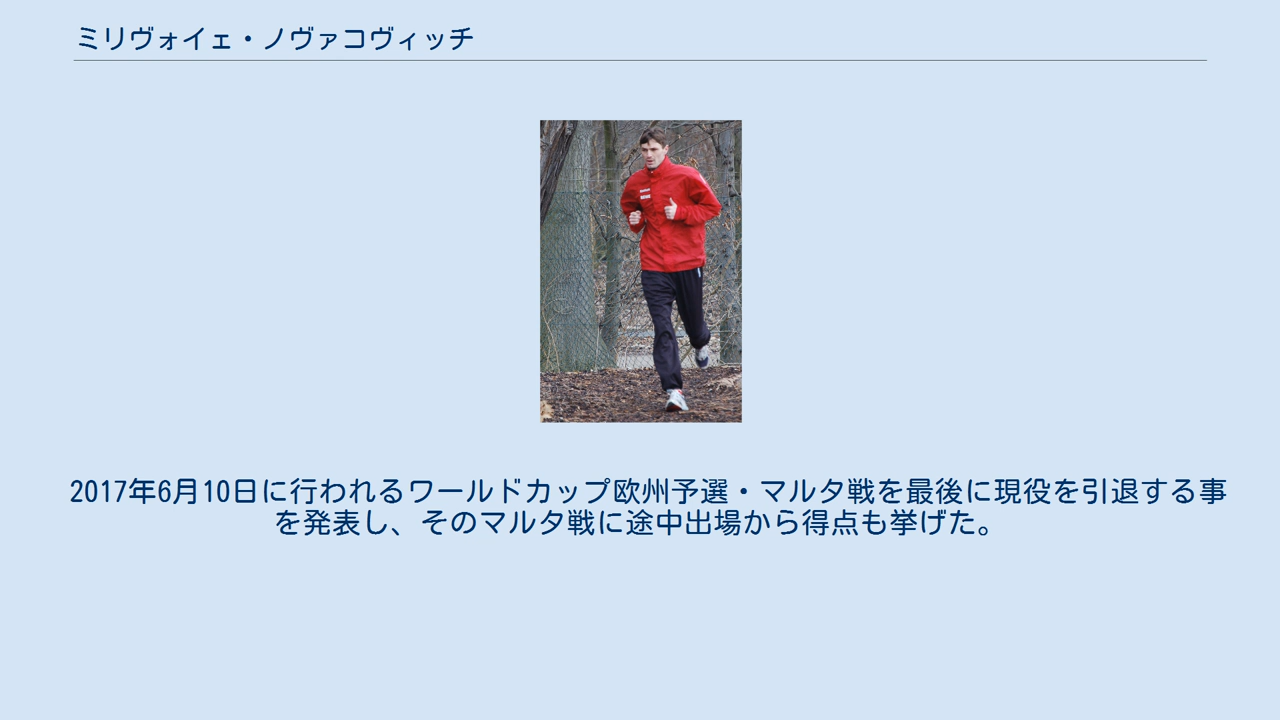 ミリヴォイェ・ノヴァコヴィッチ
2017年6月10日に行われるワールドカップ欧州予選・マルタ戦を最後に現役を引退する事
を発表し、そのマルタ戦に途中出場から得点も挙げた。